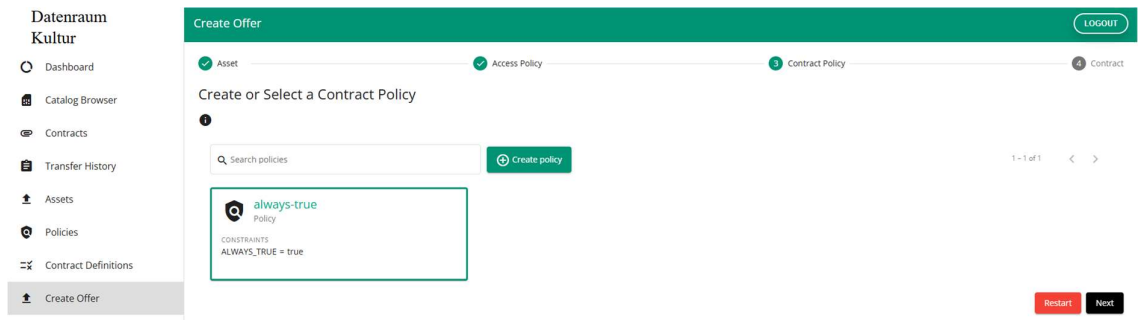 Datenraum
Kultur
Dashboard
Catalog Browser
Contracts
Transfer History
Assets
Policies
Contract Definitions
Create Offer
Create Offer
LOGOUT
Asset
Access Policy
3 Contract Policy
4 Contract
Create or Select a Contract Policy
Search policies
Create policy
1 – 1 of 1
always-true
Policy
CONSTRAINTS
ALWAYS_TRUE = true
Restart
Next